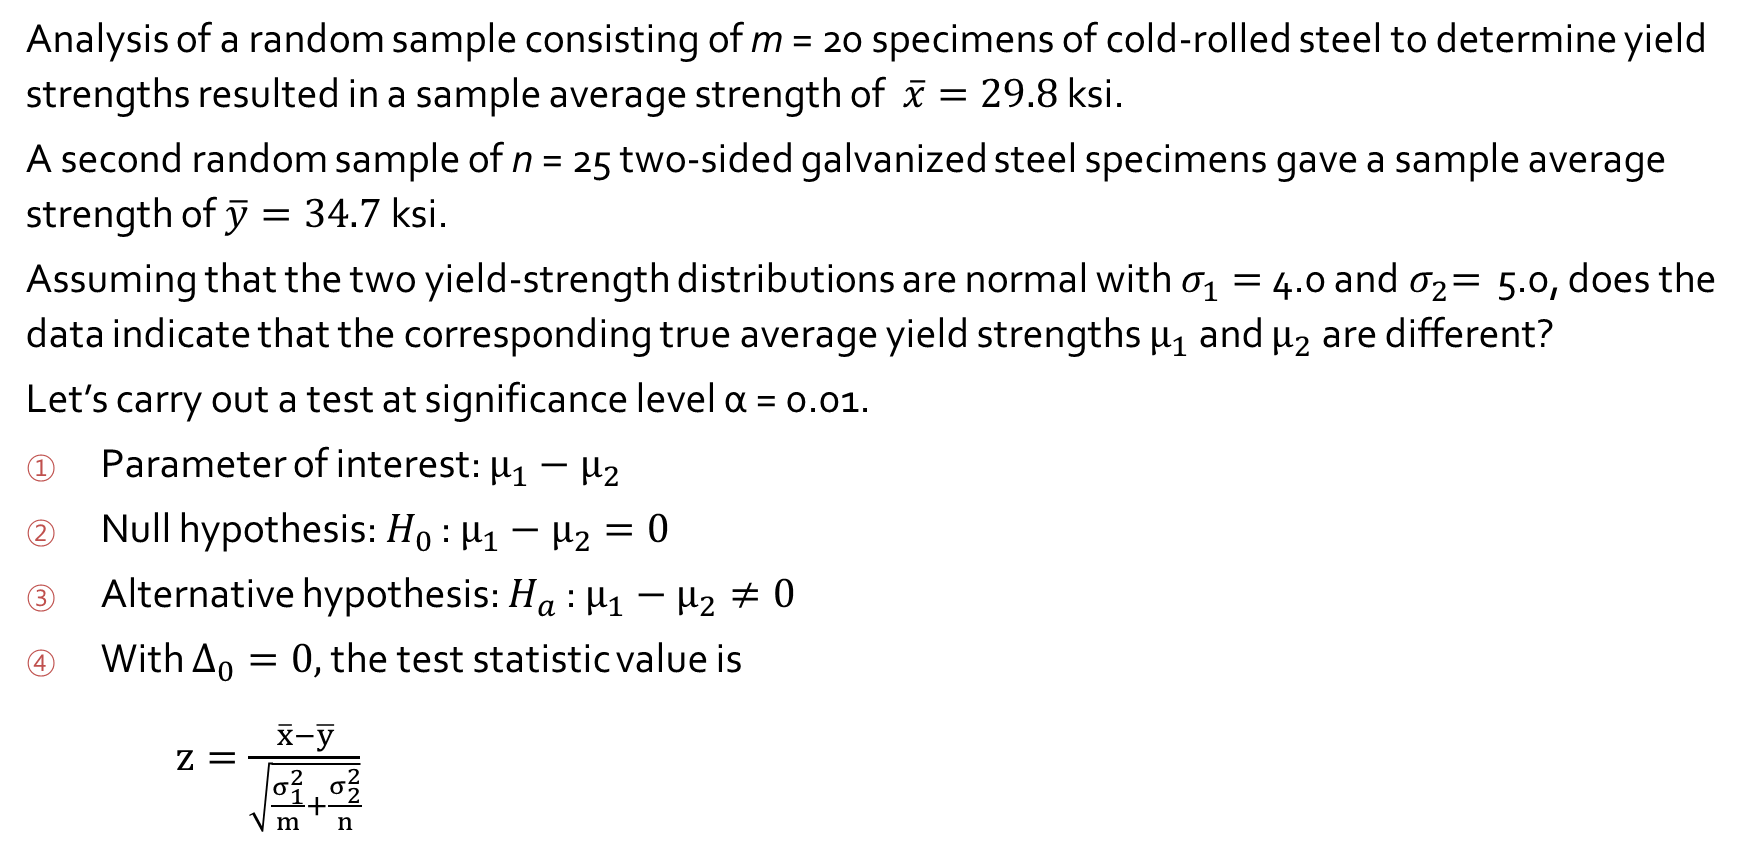 Analysis of a random sample consisting of m = 20 specimens of cold-rolled steel to determine yield
strengths resulted in a sample average strength of x̄ = 29.8 ksi.
A second random sample of n = 25 two-sided galvanized steel specimens gave a sample average
strength of ȳ = 34.7 ksi.
Assuming that the two yield-strength distributions are normal with σ₁ = 4.0 and σ₂= 5.0, does the
data indicate that the corresponding true average yield strengths μ₁ and μ₂ are different?
Let's carry out a test at significance level α = 0.01.
① Parameter of interest: μ₁ − μ₂
② Null hypothesis: H₀ : μ₁ − μ₂ = 0
③ Alternative hypothesis: Hₐ : μ₁ − μ₂ ≠ 0
④ With Δ₀ = 0, the test statistic value is
z = (x̄−ȳ) / √(σ₁²/m + σ₂²/n)